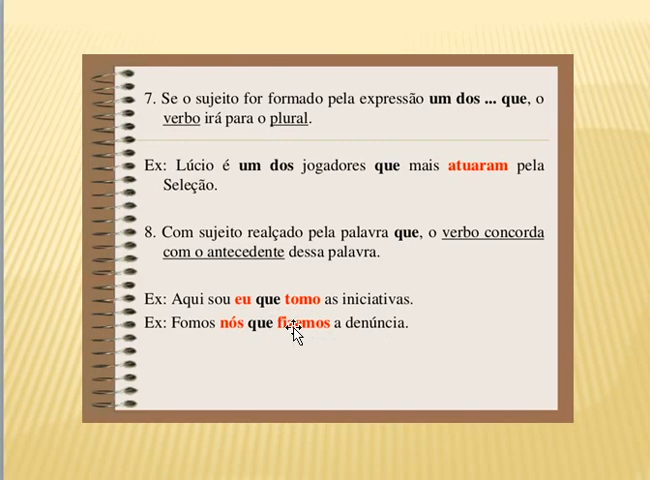 7. Se o sujeito for formado pela expressão um dos ... que, o
verbo irá para o plural.
Ex: Lúcio é um dos jogadores que mais atuaram pela
Seleção.
8. Com sujeito realçado pela palavra que, o verbo concorda
com o antecedente dessa palavra.
Ex: Aqui sou eu que tomo as iniciativas.
Ex: Fomos nós que fizemos a denúncia.